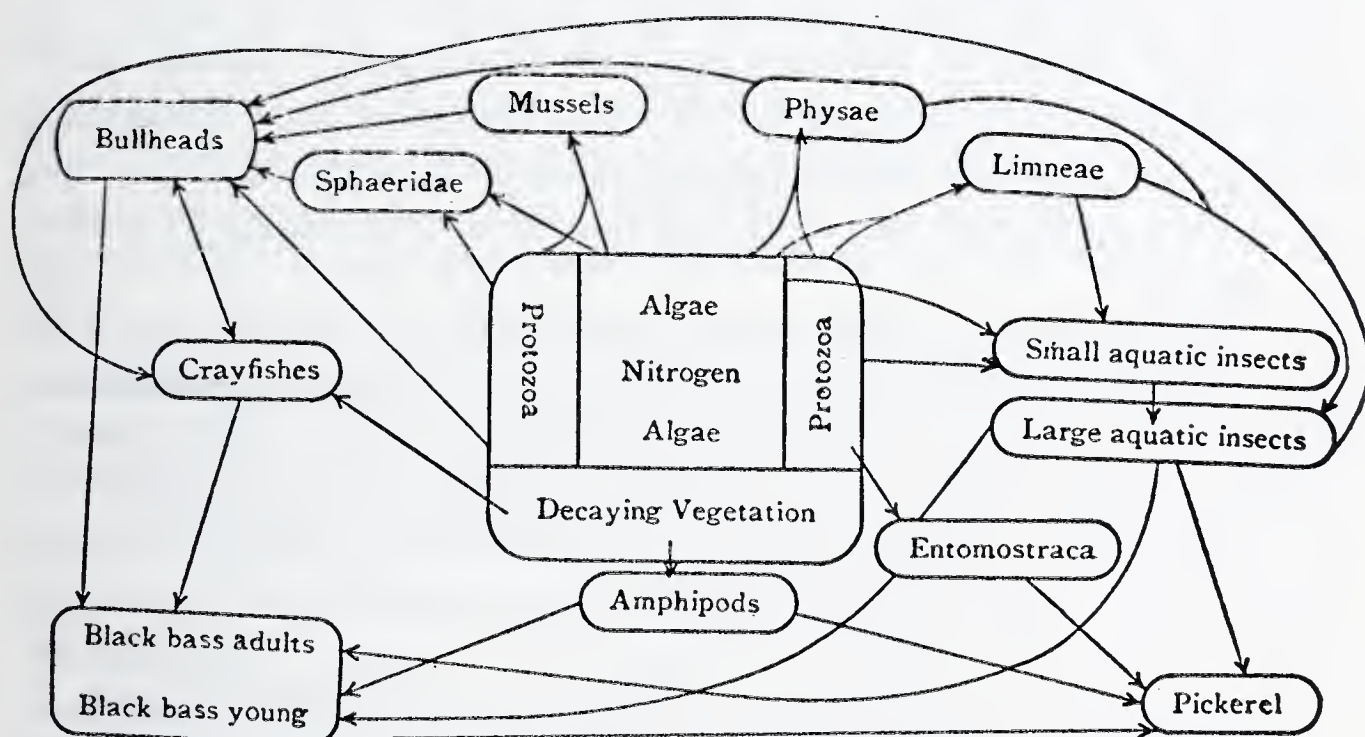 Mussels
Physae
Bullheads
Limneae
Sphaeridae
Protozoa
Algae
Nitrogen
Algae
Protozoa
Small aquatic insects
Crayfishes
Large aquatic insects
Decaying Vegetation
Entomostraca
Amphipods
Black bass adults
Black bass young
Pickerel